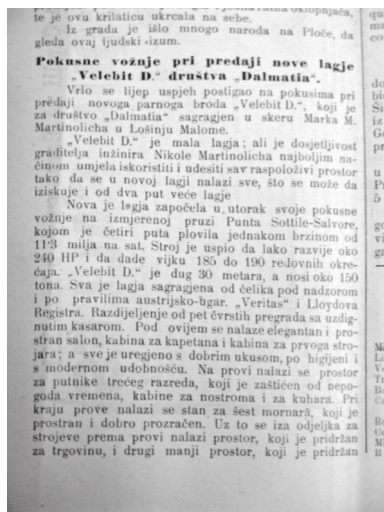 te je ovu krilaticu ukrcala na sebe.
Iz grada je išlo mnogo naroda na Ploče, da
gleda ovaj ljudski
Pokusne vožnje pri predaji nove lagje
„Velebit D.“ društva „Dalmatia“.
Vrlo se lijep uspjeh postigao na pokusima pri
predaji novoga parnoga broda „Velebit D.“, koji je
za društvo „Dalmatia“ sagragjen u skeru Marka M.
Martinolicha u Lošinju Malome.
„Velebit D.“ je mala lagja; ali je dosjetljivost
graditelja inžinira Nikole Martinolicha najboljim na-
činom umjela iskoristiti i udesiti sav raspoloživi prostor
tako da se u novoj lagji nalazi sve, što se može da
iziskuje i od dva put veće lagje
Nova je lagja započela u utorak svoje pokusne
vožnje na izmjerenoj pruzi Punta Sottile-Salvore,
kojom je četiri puta plovila jednakom brzinom od
11·3 milja na sat. Stroj je uspio da lako razvije oko
240 HP i da dade vijku 185 do 190 redovnih okre-
ćaja. „Velebit D.“ je dug 30 metara, a nosi oko 150
tona. Sva je lagja sagragjena od čelika pod nadzorom
i po pravilima austrijsko-ugar. „Veritas“ i Lloydova
Registra. Razdijeljenje od pet čvrstih pregrada sa uzdig-
nutim kasarom. Pod ovijem se nalaze elegantan i pro-
stran salon, kabina za kapetana i kabina za prvoga stro-
jara; a sve je uregjeno s dobrim ukusom, po higijeni i
s modernom udobnošću. Na provi nalazi se prostor
za putnike trećeg razreda, koji je zaštićen od nepo-
goda vremena, kabine za nostroma i za kuhara. Pri
kraju prove nalazi se stan za šest mornarâ, koji je
prostran i dobro prozračen. Uz to se iza odjeljka za
strojeve prema provi nalazi prostor, koji je pridržan
za trgovinu, i drugi manji prostor, koji je pridržan